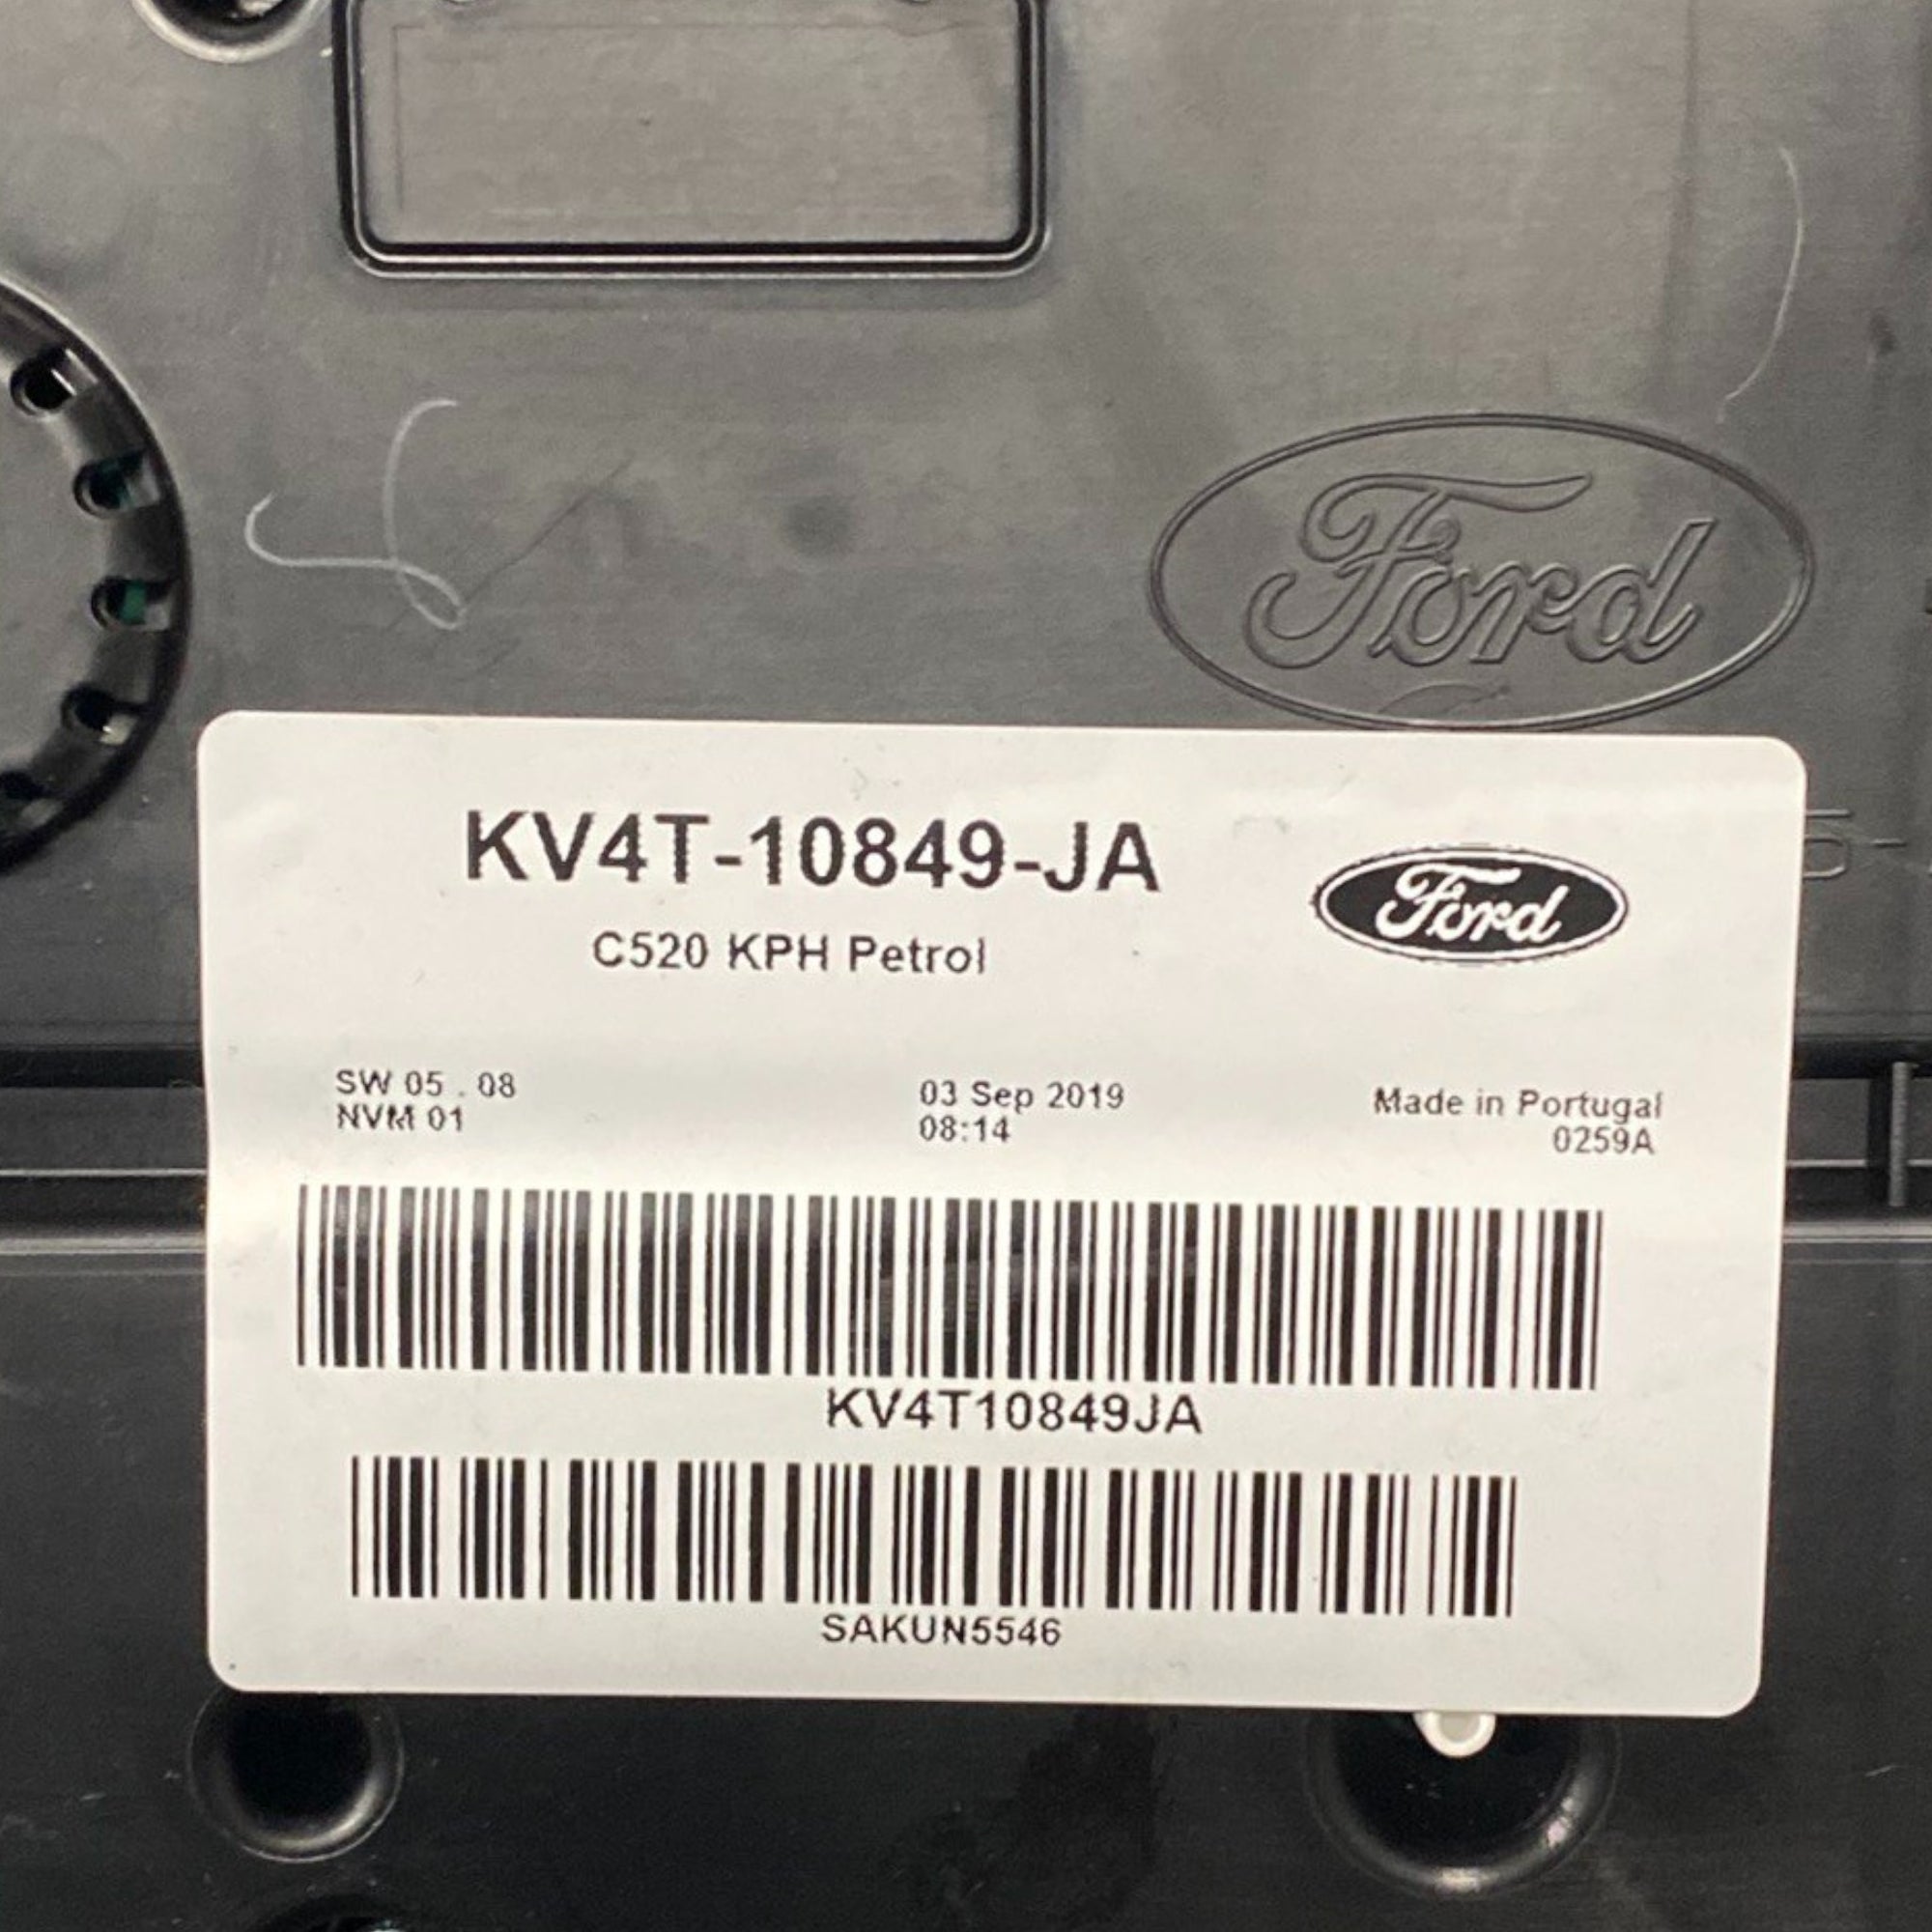 Ford
KV4T-10849-JA
Ford
C520 KPH Petrol
SW 05 . 08
NVM 01
03 Sep 2019
08:14
Made in Portugal
0259A
KV4T10849JA
SAKUN5546